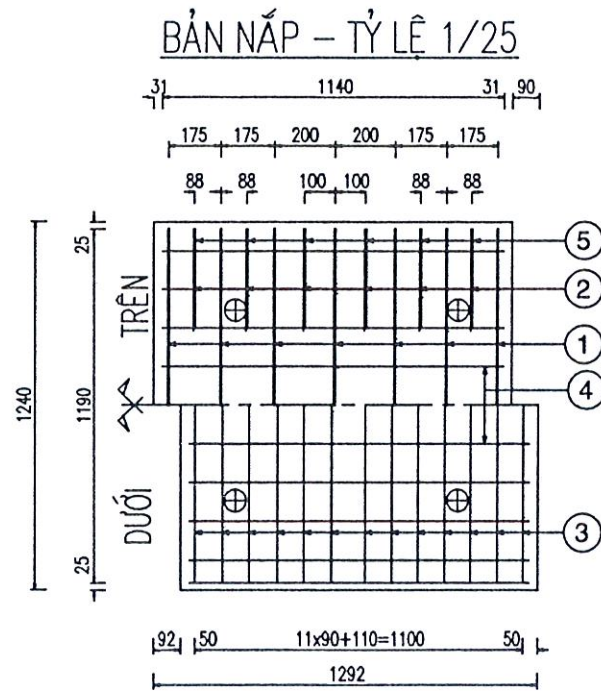 BẢN NẮP – TỶ LỆ 1/25
31 1140 31 90
175 175 200 200 175 175
88 88 100 100 88 88
25
5
TRÊN
2
1
1240
1190
4
DƯỚI
3
25
92 50 11x90+110=1100 50
1292